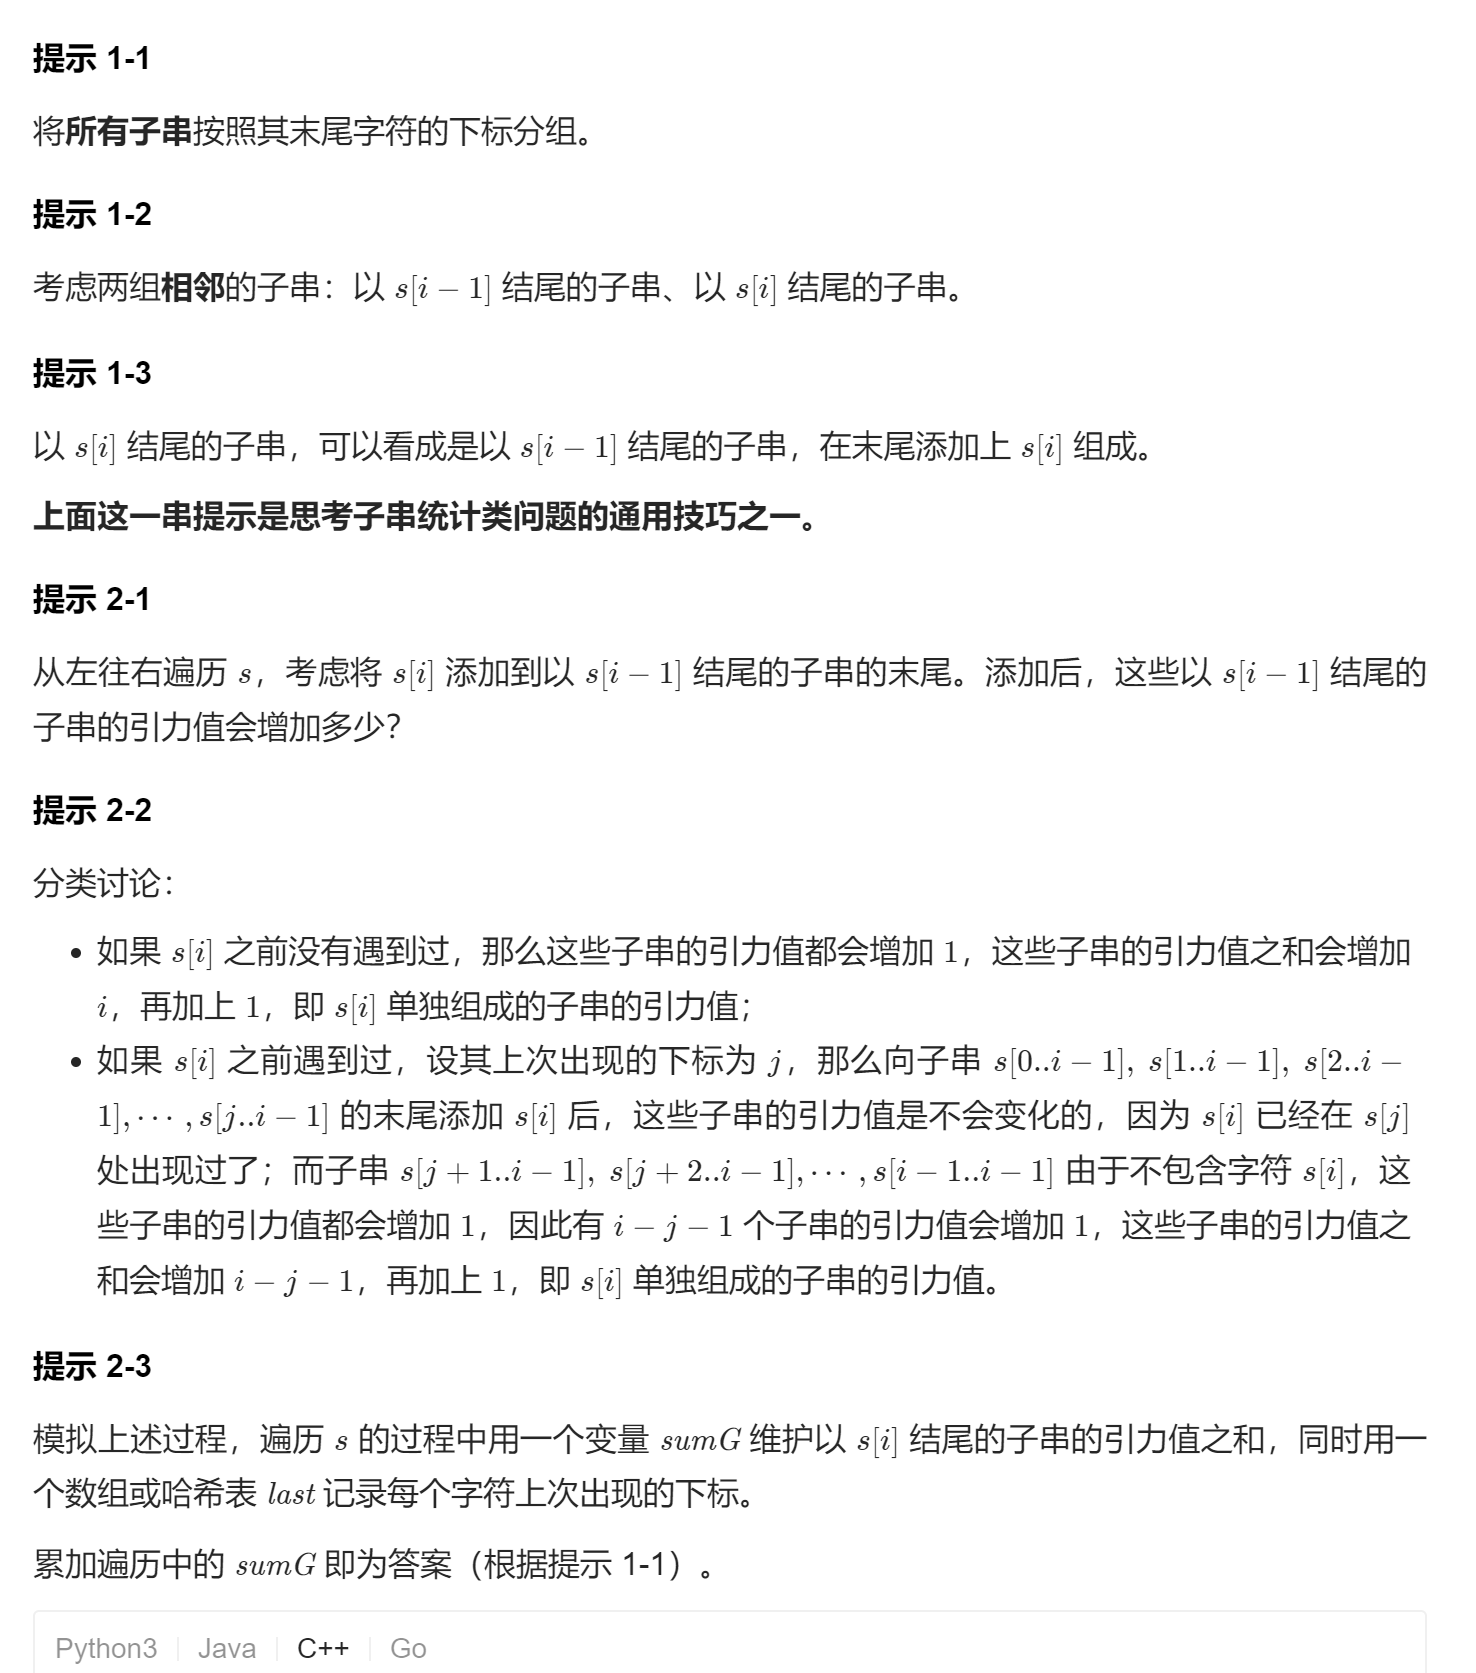 提示 1-1
将所有子串按照其末尾字符的下标分组。
提示 1-2
考虑两组相邻的子串：以 s[i − 1] 结尾的子串、以 s[i] 结尾的子串。
提示 1-3
以 s[i] 结尾的子串，可以看成是以 s[i − 1] 结尾的子串，在末尾添加上 s[i] 组成。
上面这一串提示是思考子串统计类问题的通用技巧之一。
提示 2-1
从左往右遍历 s，考虑将 s[i] 添加到以 s[i − 1] 结尾的子串的末尾。添加后，这些以 s[i − 1] 结尾的
子串的引力值会增加多少？
提示 2-2
分类讨论：
• 如果 s[i] 之前没有遇到过，那么这些子串的引力值都会增加 1，这些子串的引力值之和会增加
i，再加上 1，即 s[i] 单独组成的子串的引力值；
• 如果 s[i] 之前遇到过，设其上次出现的下标为 j，那么向子串 s[0..i − 1], s[1..i − 1], s[2..i −
1],⋯ ,s[j..i − 1] 的末尾添加 s[i] 后，这些子串的引力值是不会变化的，因为 s[i] 已经在 s[j]
处出现过了；而子串 s[j + 1..i − 1], s[j + 2..i − 1],⋯ ,s[i − 1..i − 1] 由于不包含字符 s[i]，这
些子串的引力值都会增加 1，因此有 i − j − 1 个子串的引力值会增加 1，这些子串的引力值之
和会增加 i − j − 1，再加上 1，即 s[i] 单独组成的子串的引力值。
提示 2-3
模拟上述过程，遍历 s 的过程中用一个变量 sumG 维护以 s[i] 结尾的子串的引力值之和，同时用一
个数组或哈希表 last 记录每个字符上次出现的下标。
累加遍历中的 sumG 即为答案（根据提示 1-1）。
Python3 | Java | C++ | Go